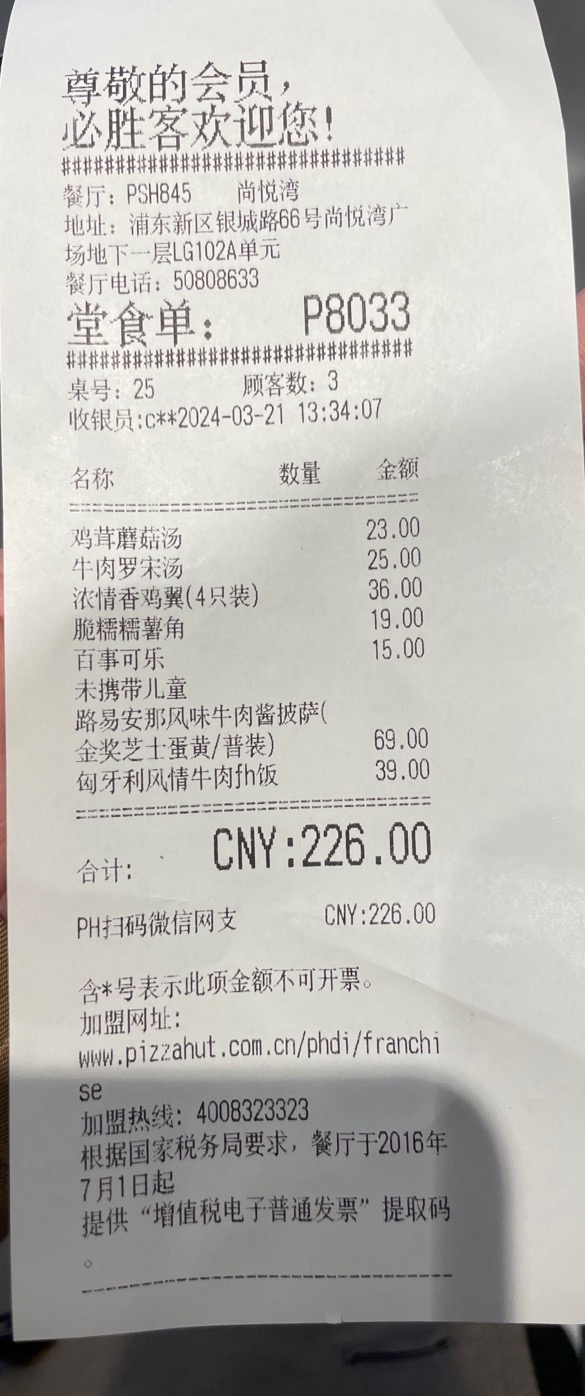 尊敬的会员，
必胜客欢迎您!
################################
餐厅: PSH845 尚悦湾
地址: 浦东新区银城路66号尚悦湾广
场地下一层LG102A单元
餐厅电话: 50808633
堂食单: P8033
################################
桌号: 25 顾客数: 3
收银员:c**2024-03-21 13:34:07
名称 数量 金额
鸡茸蘑菇汤 23.00
牛肉罗宋汤 25.00
浓情香鸡翼(4只装) 36.00
脆糯糯薯角 19.00
百事可乐 15.00
未携带儿童
路易安那风味牛肉酱披萨(
金奖芝士蛋黄/普装) 69.00
匈牙利风情牛肉fh饭 39.00
合计: CNY:226.00
PH扫码微信网支 CNY:226.00
含*号表示此项金额不可开票。
加盟网址:
www.pizzahut.com.cn/phdi/franchi
se
加盟热线: 4008323323
根据国家税务局要求，餐厅于2016年
7月1日起
提供“增值税电子普通发票”提取码
。